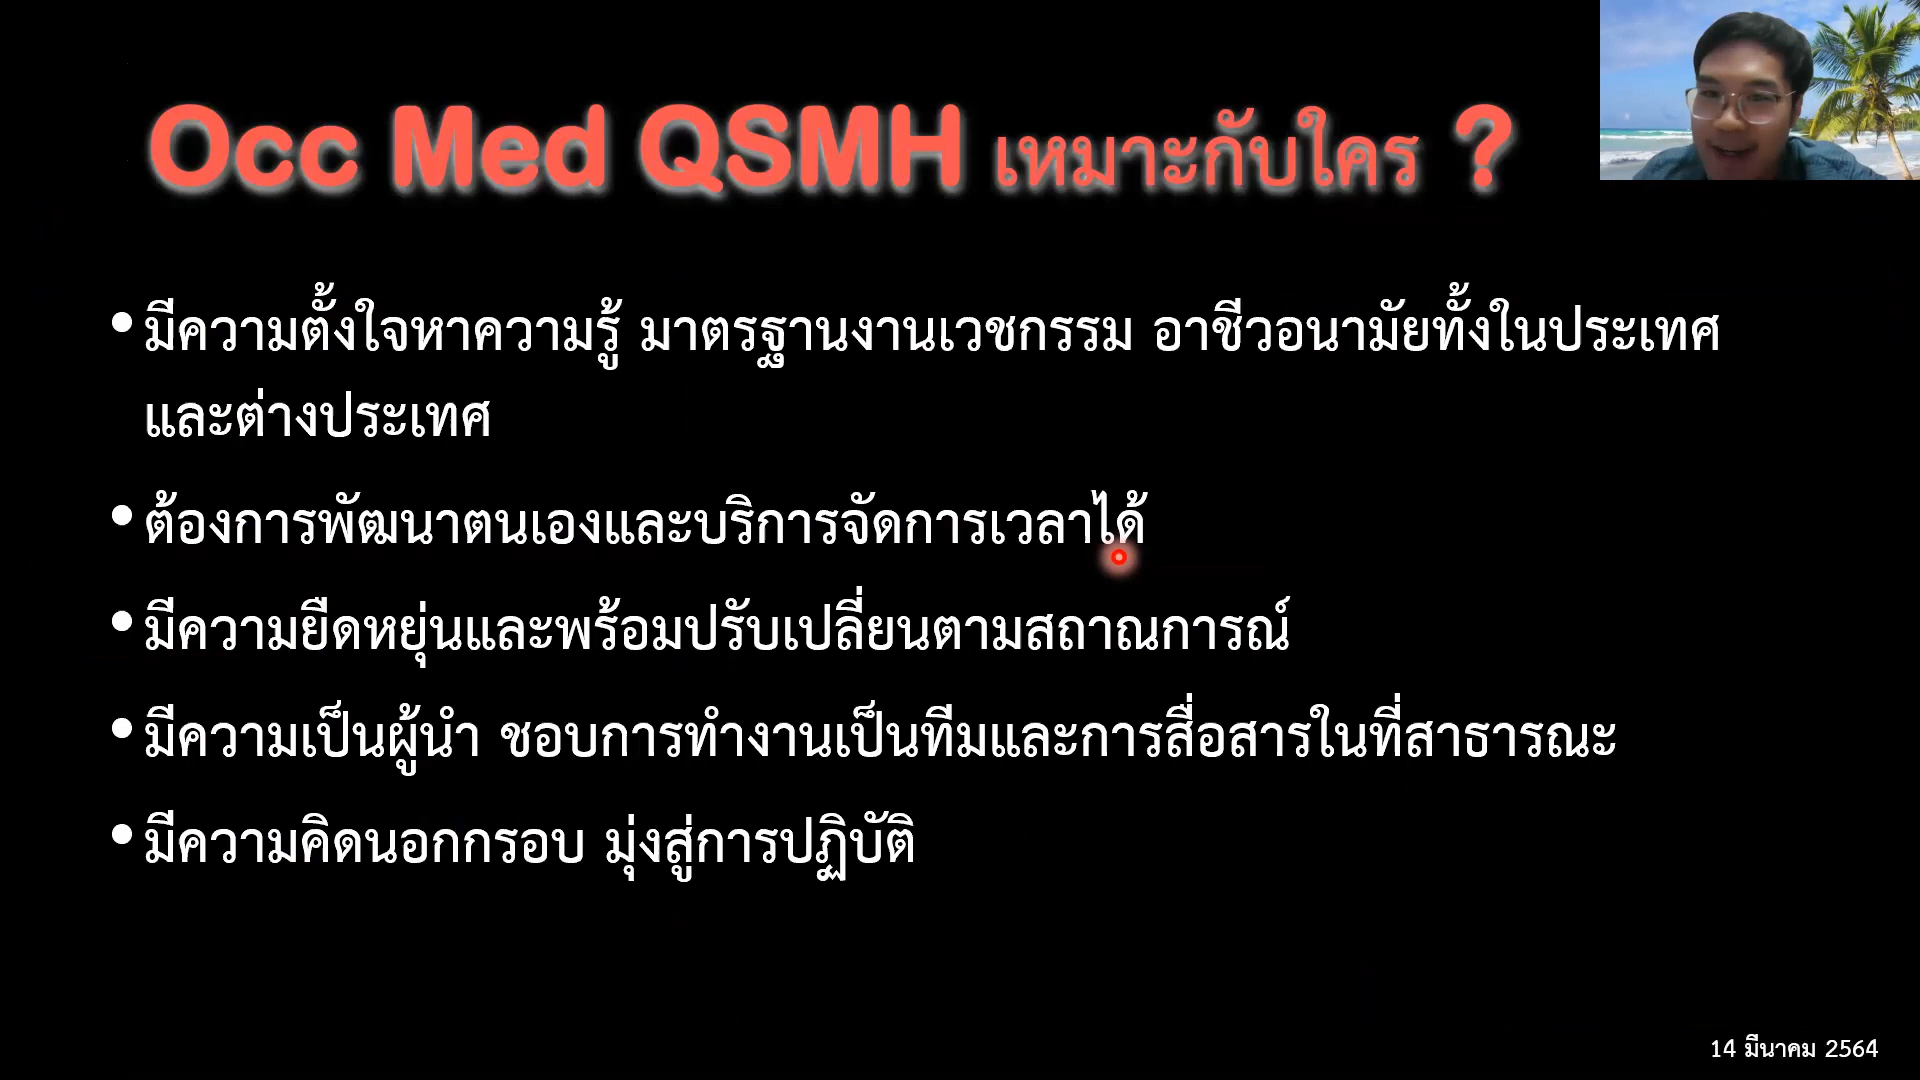 Occ Med QSMH เหมาะกับใคร ?
•มีความตั้งใจหาความรู้ มาตรฐานงานเวชกรรม อาชีวอนามัยทั้งในประเทศ
และต่างประเทศ
•ต้องการพัฒนาตนเองและบริการจัดการเวลาได้
•มีความยืดหยุ่นและพร้อมปรับเปลี่ยนตามสถาณการณ์
•มีความเป็นผู้นำ ชอบการทำงานเป็นทีมและการสื่อสารในที่สาธารณะ
•มีความคิดนอกกรอบ มุ่งสู่การปฏิบัติ
14 มีนาคม 2564